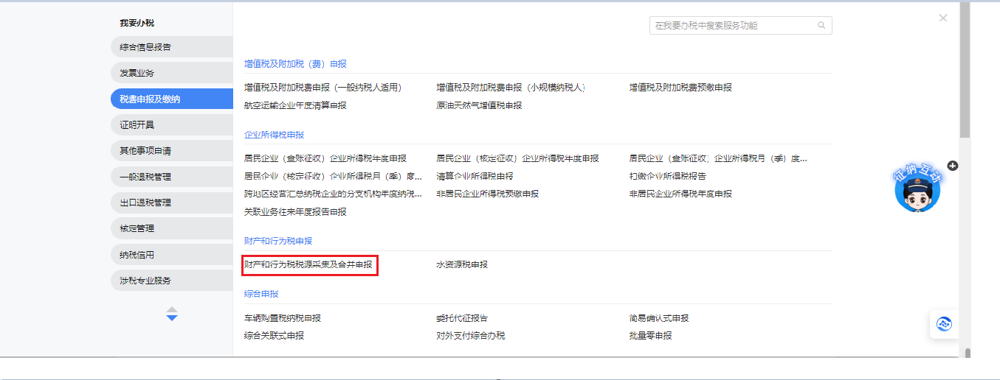 我要办税
综合信息报告
发票业务
税费申报及缴纳
证明开具
其他事项申请
一般退税管理
出口退税管理
核定管理
纳税信用
涉税专业服务
在我要办税中搜索服务功能
增值税及附加税（费）申报
增值税及附加税费申报（一般纳税人适用） 增值税及附加税费申报（小规模纳税人） 增值税及附加税费预缴申报
航空运输企业年度清算申报 原油天然气增值税申报
企业所得税申报
居民企业（查账征收）企业所得税年度申报 居民企业（核定征收）企业所得税年度申报 居民企业（查账征收）企业所得税月（季）度...
居民企业（核定征收）企业所得税月（季）度... 清算企业所得税申报 扣缴企业所得税报告
跨地区经营汇总纳税企业的分支机构年度纳税... 非居民企业所得税预缴申报 非居民企业所得税年度申报
关联业务往来年度报告申报
财产和行为税申报
财产和行为税税源采集及合并申报 水资源税申报
综合申报
车辆购置税纳税申报 委托代征报告 简易确认式申报
综合关联式申报 对外支付综合办税 批量零申报
征纳互动